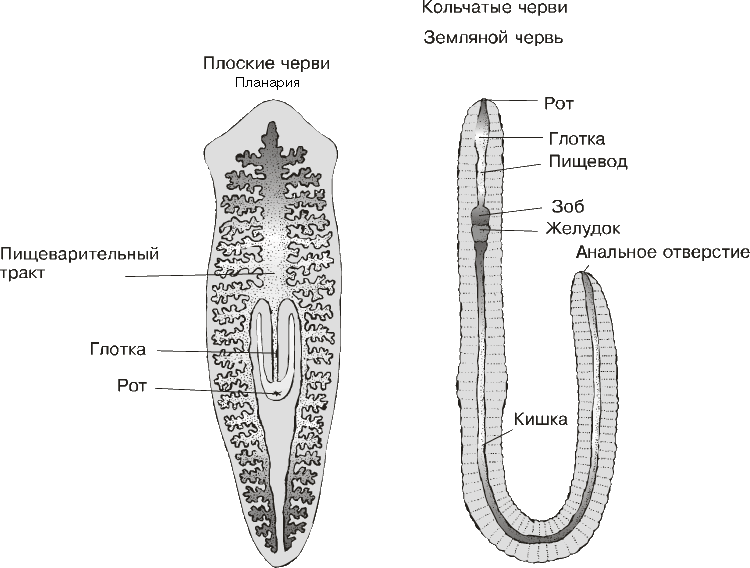 Кольчатые черви
Земляной червь
Плоские черви
Планария
Рот
Глотка
Пищевод
Зоб
Желудок
Анальное отверстие
Пищеварительный
тракт
Глотка
Рот
Кишка